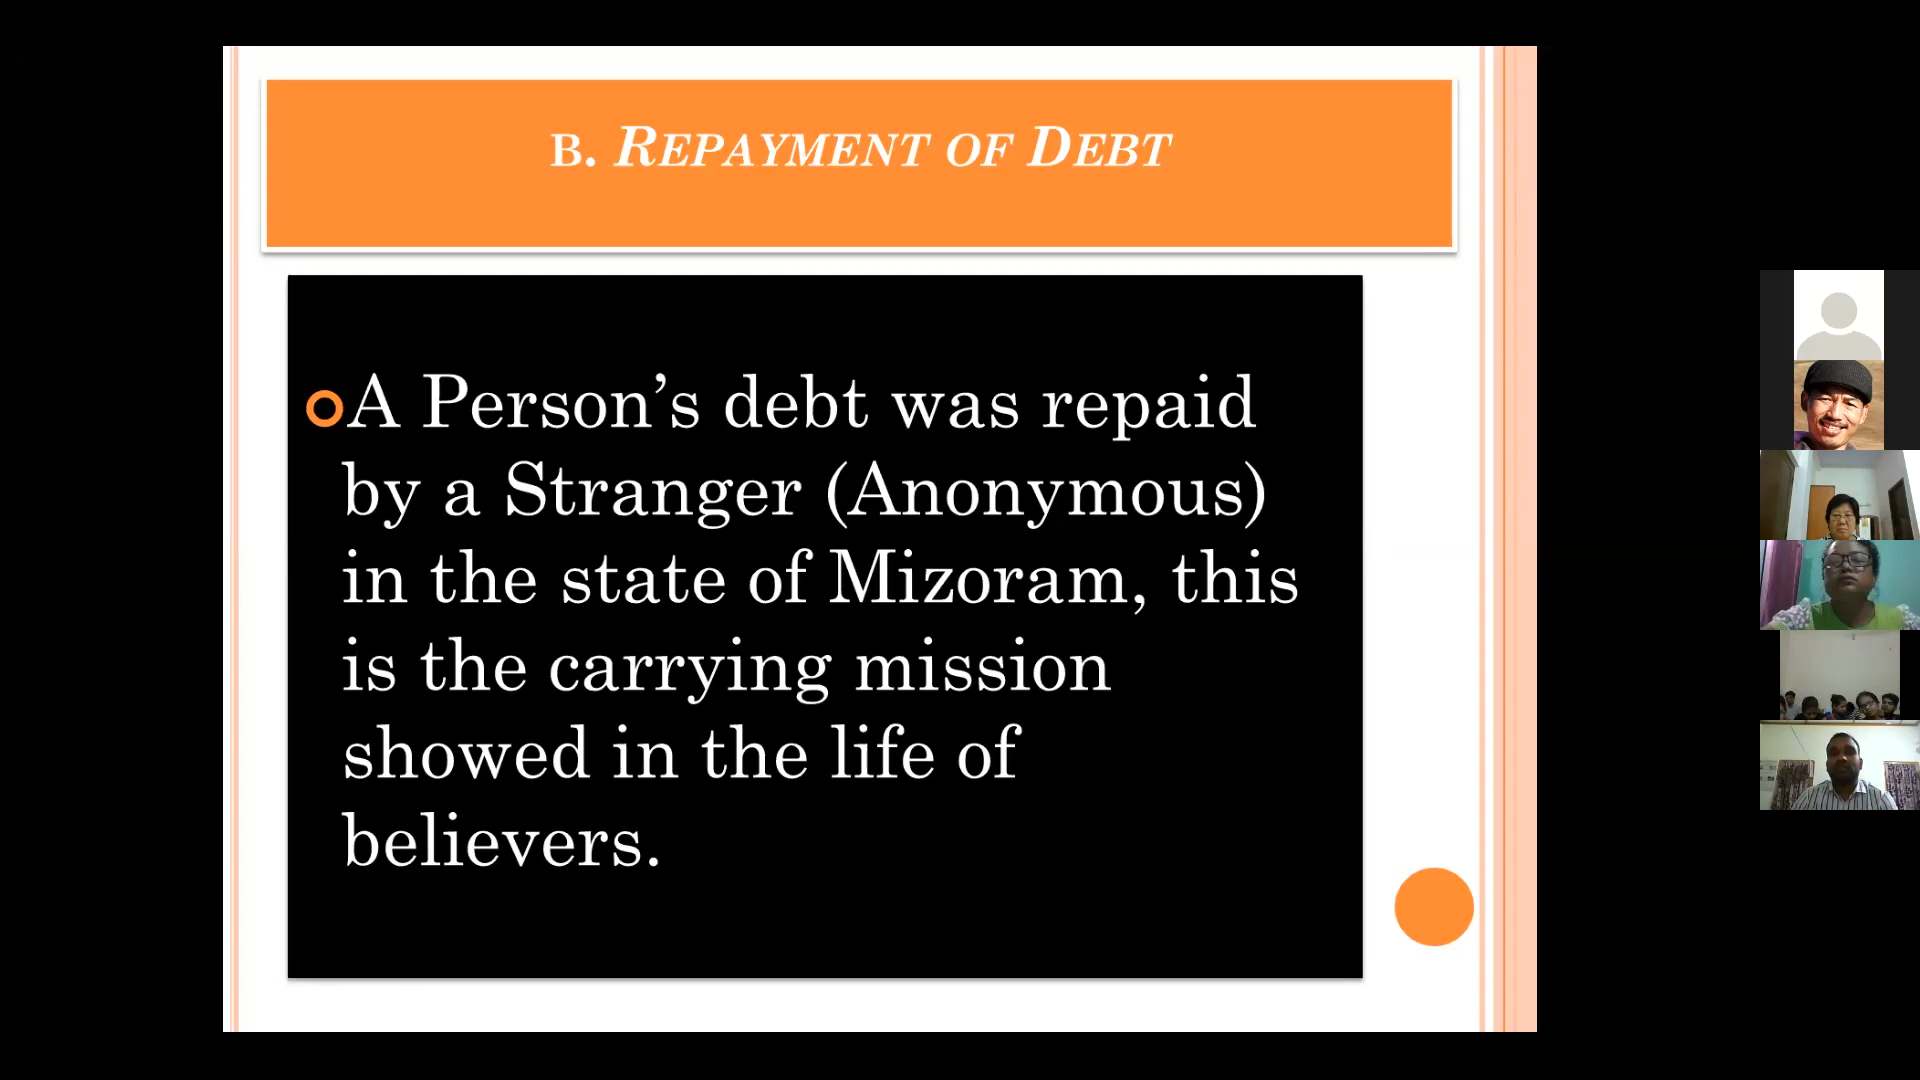 B. REPAYMENT OF DEBT
A Person’s debt was repaid
by a Stranger (Anonymous)
in the state of Mizoram, this
is the carrying mission
showed in the life of
believers.